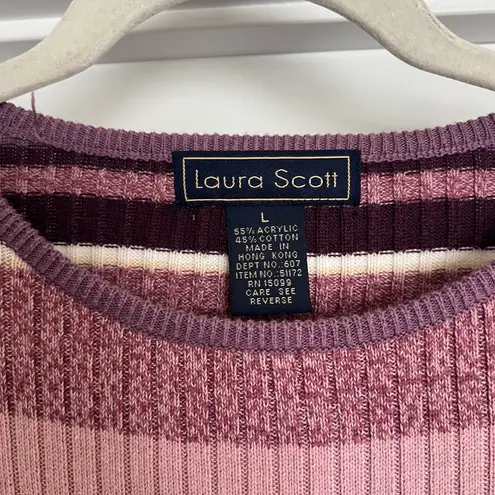 Laura Scott
L
55% ACRYLIC
45% COTTON
MADE IN
HONG KONG
DEPT NO.:607
ITEM NO.:51172
RN 15099
CARE SEE
REVERSE